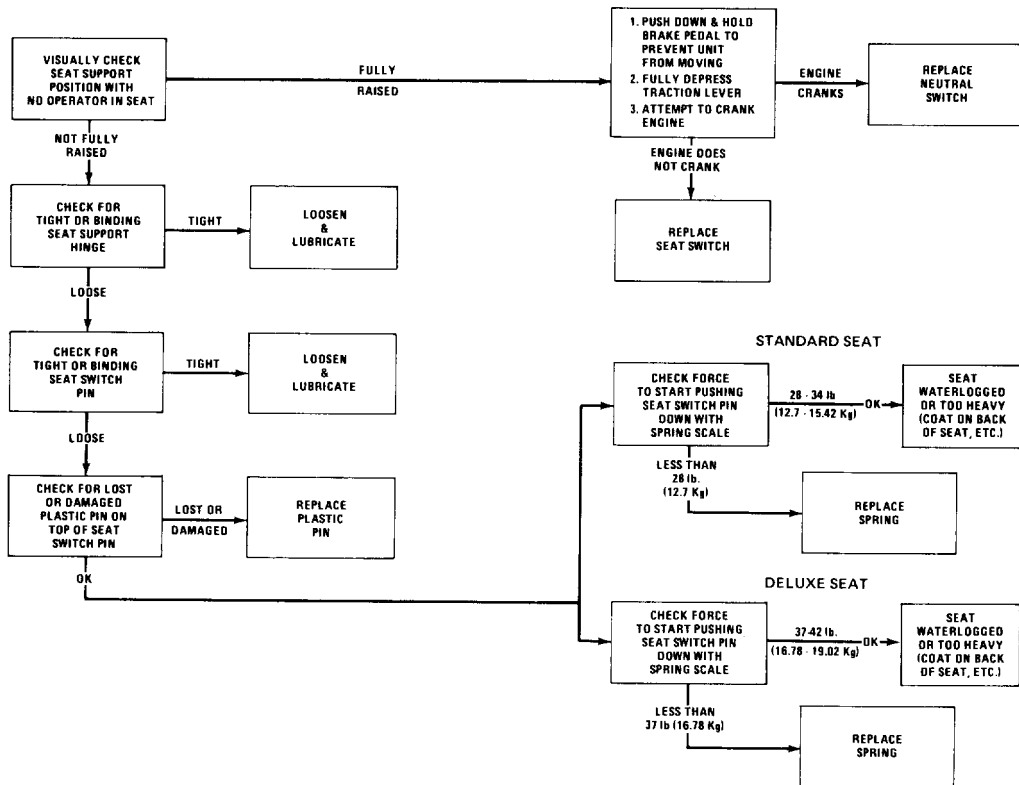 VISUALLY CHECK
SEAT SUPPORT
POSITION WITH
NO OPERATOR IN SEAT
FULLY
RAISED
1. PUSH DOWN & HOLD
BRAKE PEDAL TO
PREVENT UNIT
FROM MOVING
2. FULLY DEPRESS
TRACTION LEVER
3. ATTEMPT TO CRANK
ENGINE
ENGINE
CRANKS
REPLACE
NEUTRAL
SWITCH
NOT FULLY
RAISED
ENGINE DOES
NOT CRANK
CHECK FOR
TIGHT OR BINDING
SEAT SUPPORT
HINGE
TIGHT
LOOSEN
&
LUBRICATE
REPLACE
SEAT SWITCH
LOOSE
CHECK FOR
TIGHT OR BINDING
SEAT SWITCH
PIN
TIGHT
LOOSEN
&
LUBRICATE
LOOSE
CHECK FOR LOST
OR DAMAGED
PLASTIC PIN ON
TOP OF SEAT
SWITCH PIN
LOST OR
DAMAGED
REPLACE
PLASTIC
PIN
OK
STANDARD SEAT
CHECK FORCE
TO START PUSHING
SEAT SWITCH PIN
DOWN WITH
SPRING SCALE
28 - 34 lb
(12.7 - 15.42 Kg)
OK
SEAT
WATERLOGGED
OR TOO HEAVY
(COAT ON BACK
OF SEAT, ETC.)
LESS THAN
28 lb.
(12.7 Kg)
REPLACE
SPRING
DELUXE SEAT
CHECK FORCE
TO START PUSHING
SEAT SWITCH PIN
DOWN WITH
SPRING SCALE
37-42 lb.
(16.78 - 19.02 Kg)
OK
SEAT
WATERLOGGED
OR TOO HEAVY
(COAT ON BACK
OF SEAT, ETC.)
LESS THAN
37 lb (16.78 Kg)
REPLACE
SPRING